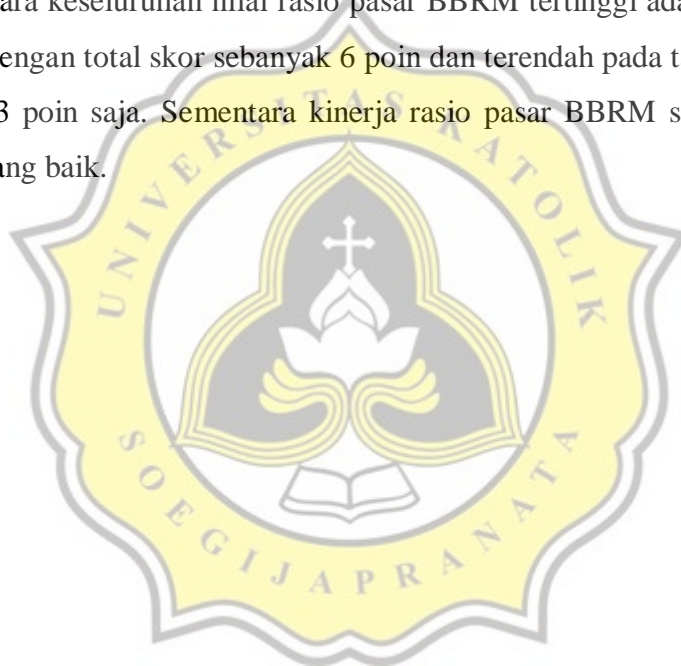 ara keseluruhan nilai rasio pasar BBRM tertinggi ada
engan total skor sebanyak 6 poin dan terendah pada t
3 poin saja. Sementara kinerja rasio pasar BBRM s
ang baik.
UNIVERSITAS KATOLIK
SOEGIJAPRANATA